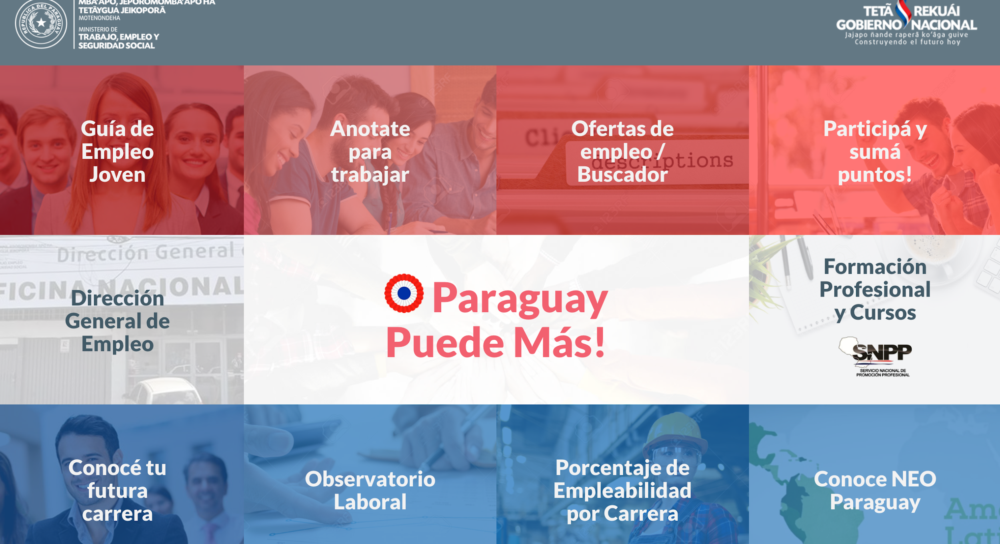 MBA'APO, JEPOROMOMBA'APO HA
TETÃYGUA JEIKOPORÃ
MOTENONDEHA
MINISTERIO DE
TRABAJO, EMPLEO Y
SEGURIDAD SOCIAL
REPUBLICA DEL PARAGUAY
TETÃ REKUÁI
GOBIERNO NACIONAL
Jajapo ñande raperã ko'ãga guive
Construyendo el futuro hoy
Guía de
Empleo
Joven
Anotate
para
trabajar
Ofertas de
empleo /
Buscador
descriptions
Participá y
sumá
puntos!
Dirección General
FICINA NACIONAL
Dirección
General de
Empleo
Paraguay
Puede Más!
Formación
Profesional
y Cursos
SNPP
SERVICIO NACIONAL DE
PROMOCIÓN PROFESIONAL
Conocé tu
futura
carrera
Observatorio
Laboral
Porcentaje de
Empleabilidad
por Carrera
Conoce NEO
Paraguay
Am
Lati
123RF